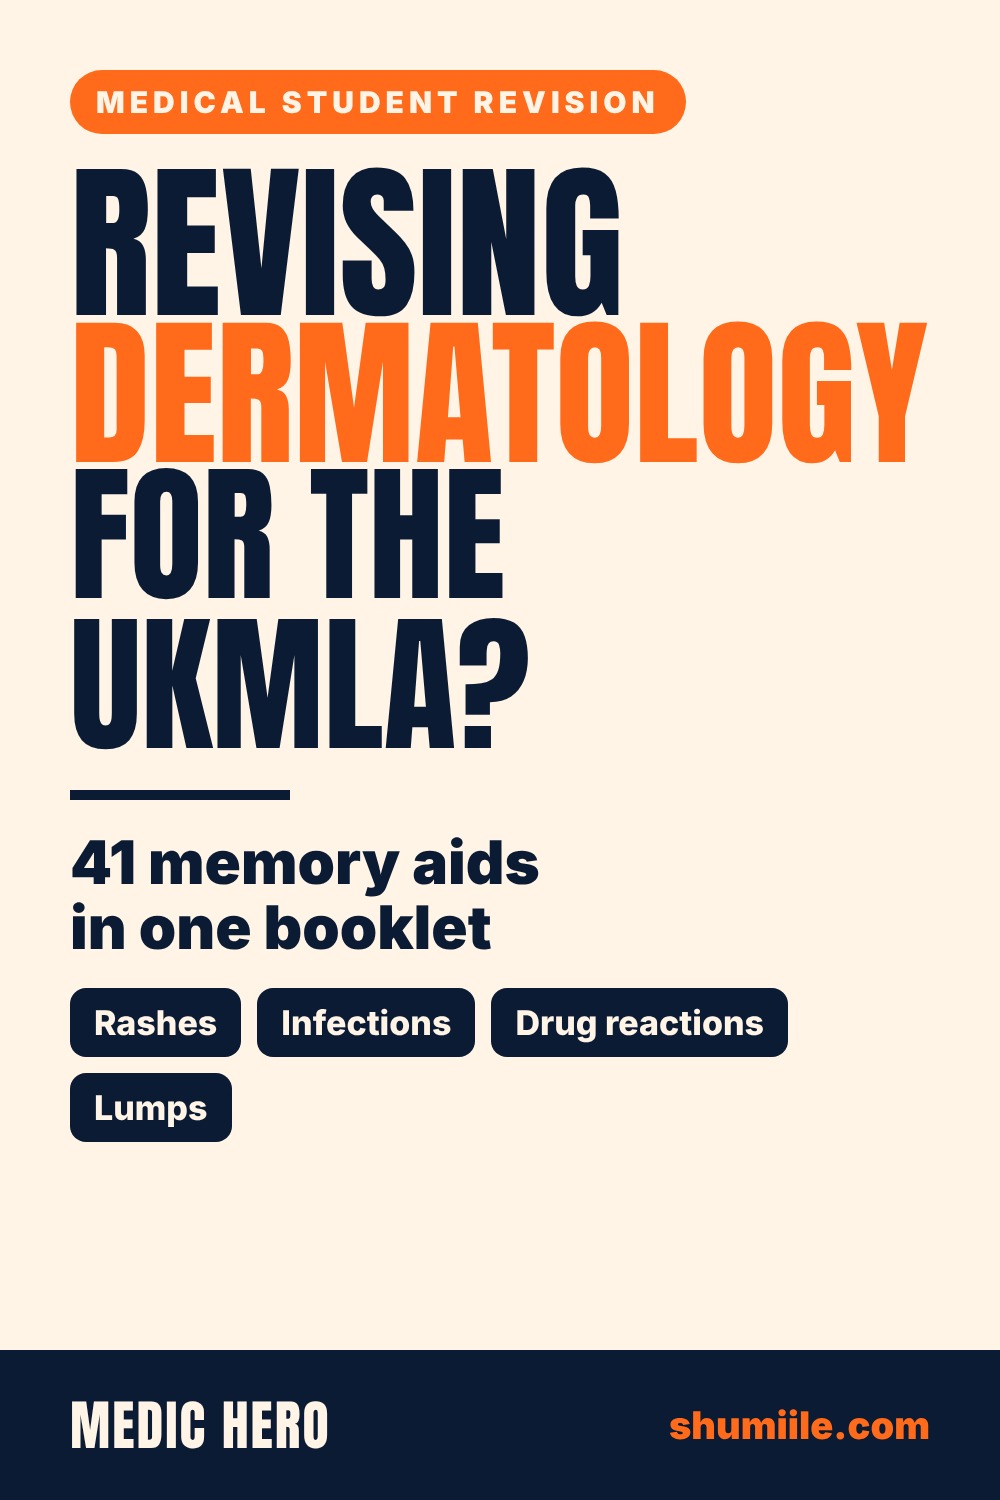 MEDICAL STUDENT REVISION
REVISING
DERMATOLOGY
FOR THE
UKMLA?
41 memory aids
in one booklet
Rashes Infections Drug reactions
Lumps
MEDIC HERO shumiile.com